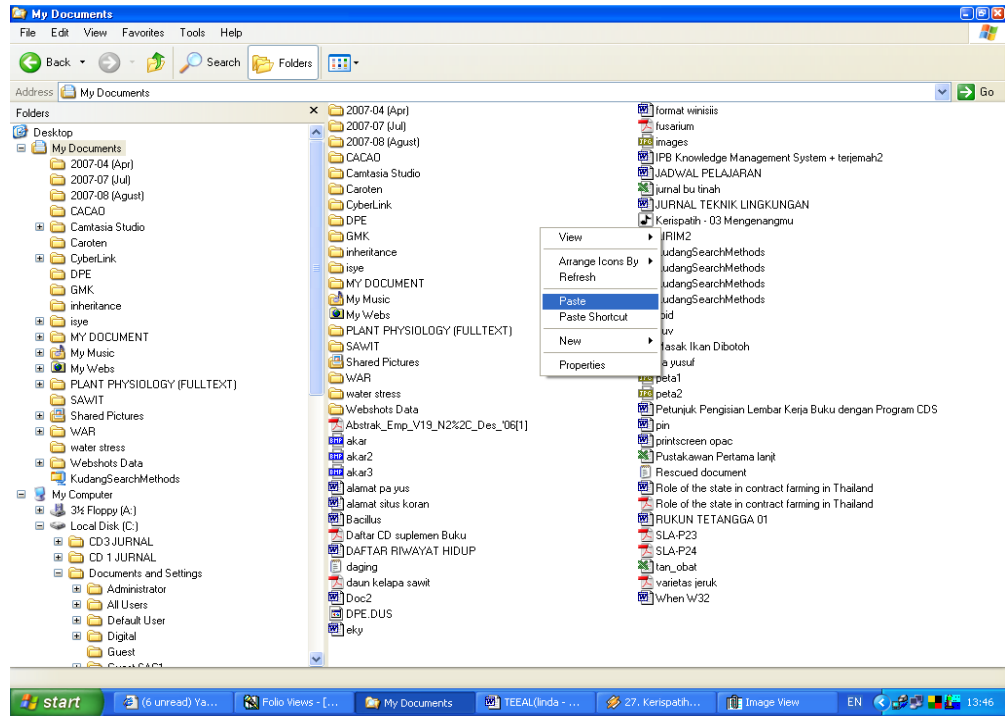 My Documents
File Edit View Favorites Tools Help
Back Search Folders
Address My Documents Go
Folders
Desktop
My Documents
2007-04 (Apr)
2007-07 (Jul)
2007-08 (Agust)
CACAO
Camtasia Studio
Caroten
CyberLink
DPE
GMK
inheritance
isye
MY DOCUMENT
My Music
My Webs
PLANT PHYSIOLOGY (FULLTEXT)
SAWIT
Shared Pictures
WAR
water stress
Webshots Data
KudangSearchMethods
My Computer
3½ Floppy (A:)
Local Disk (C:)
CD3 JURNAL
CD 1 JURNAL
Documents and Settings
Administrator
All Users
Default User
Digital
Guest
2007-04 (Apr)
2007-07 (Jul)
2007-08 (Agust)
CACAO
Camtasia Studio
Caroten
CyberLink
DPE
GMK
inheritance
isye
MY DOCUMENT
My Music
My Webs
PLANT PHYSIOLOGY (FULLTEXT)
SAWIT
Shared Pictures
WAR
water stress
Webshots Data
Abstrak_Emp_V19_N2%2C_Des_'06[1]
akar
akar2
akar3
alamat pa yus
alamat situs koran
Bacillus
Daftar CD suplemen Buku
DAFTAR RIWAYAT HIDUP
daging
daun kelapa sawit
Doc2
DPE.DUS
eky
format winisiis
fusarium
images
IPB Knowledge Management System + terjemah2
JADWAL PELAJARAN
jurnal bu tinah
JURNAL TEKNIK LINGKUNGAN
Kerispath - 03 Mengenangmu
RIM2
udangSearchMethods
udangSearchMethods
udangSearchMethods
asak Ikan Dibotoh
a yusuf
peta1
peta2
Petunjuk Pengisian Lembar Kerja Buku dengan Program CDS
pin
printscreen opac
Pustakawan Pertama lanjt
Rescued document
Role of the state in contract farming in Thailand
Role of the state in contract farming in Thailand
RUKUN TETANGGA 01
SLA-P23
SLA-P24
tan_obat
varietas jeruk
When W32
View
Arrange Icons By
Refresh
Paste
Paste Shortcut
New
Properties
start (6 unread) Ya... Folio Views - [... My Documents TEEAL(linda - ... 27. Kerispath... Image View EN 13:46